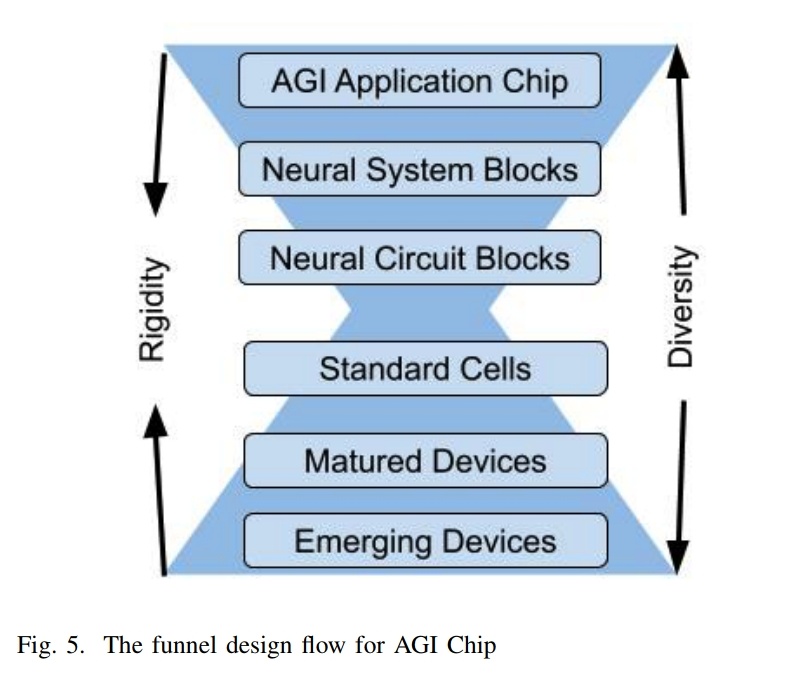 AGI Application Chip
Neural System Blocks
Neural Circuit Blocks
Rigidity
Diversity
Standard Cells
Matured Devices
Emerging Devices
Fig. 5. The funnel design flow for AGI Chip